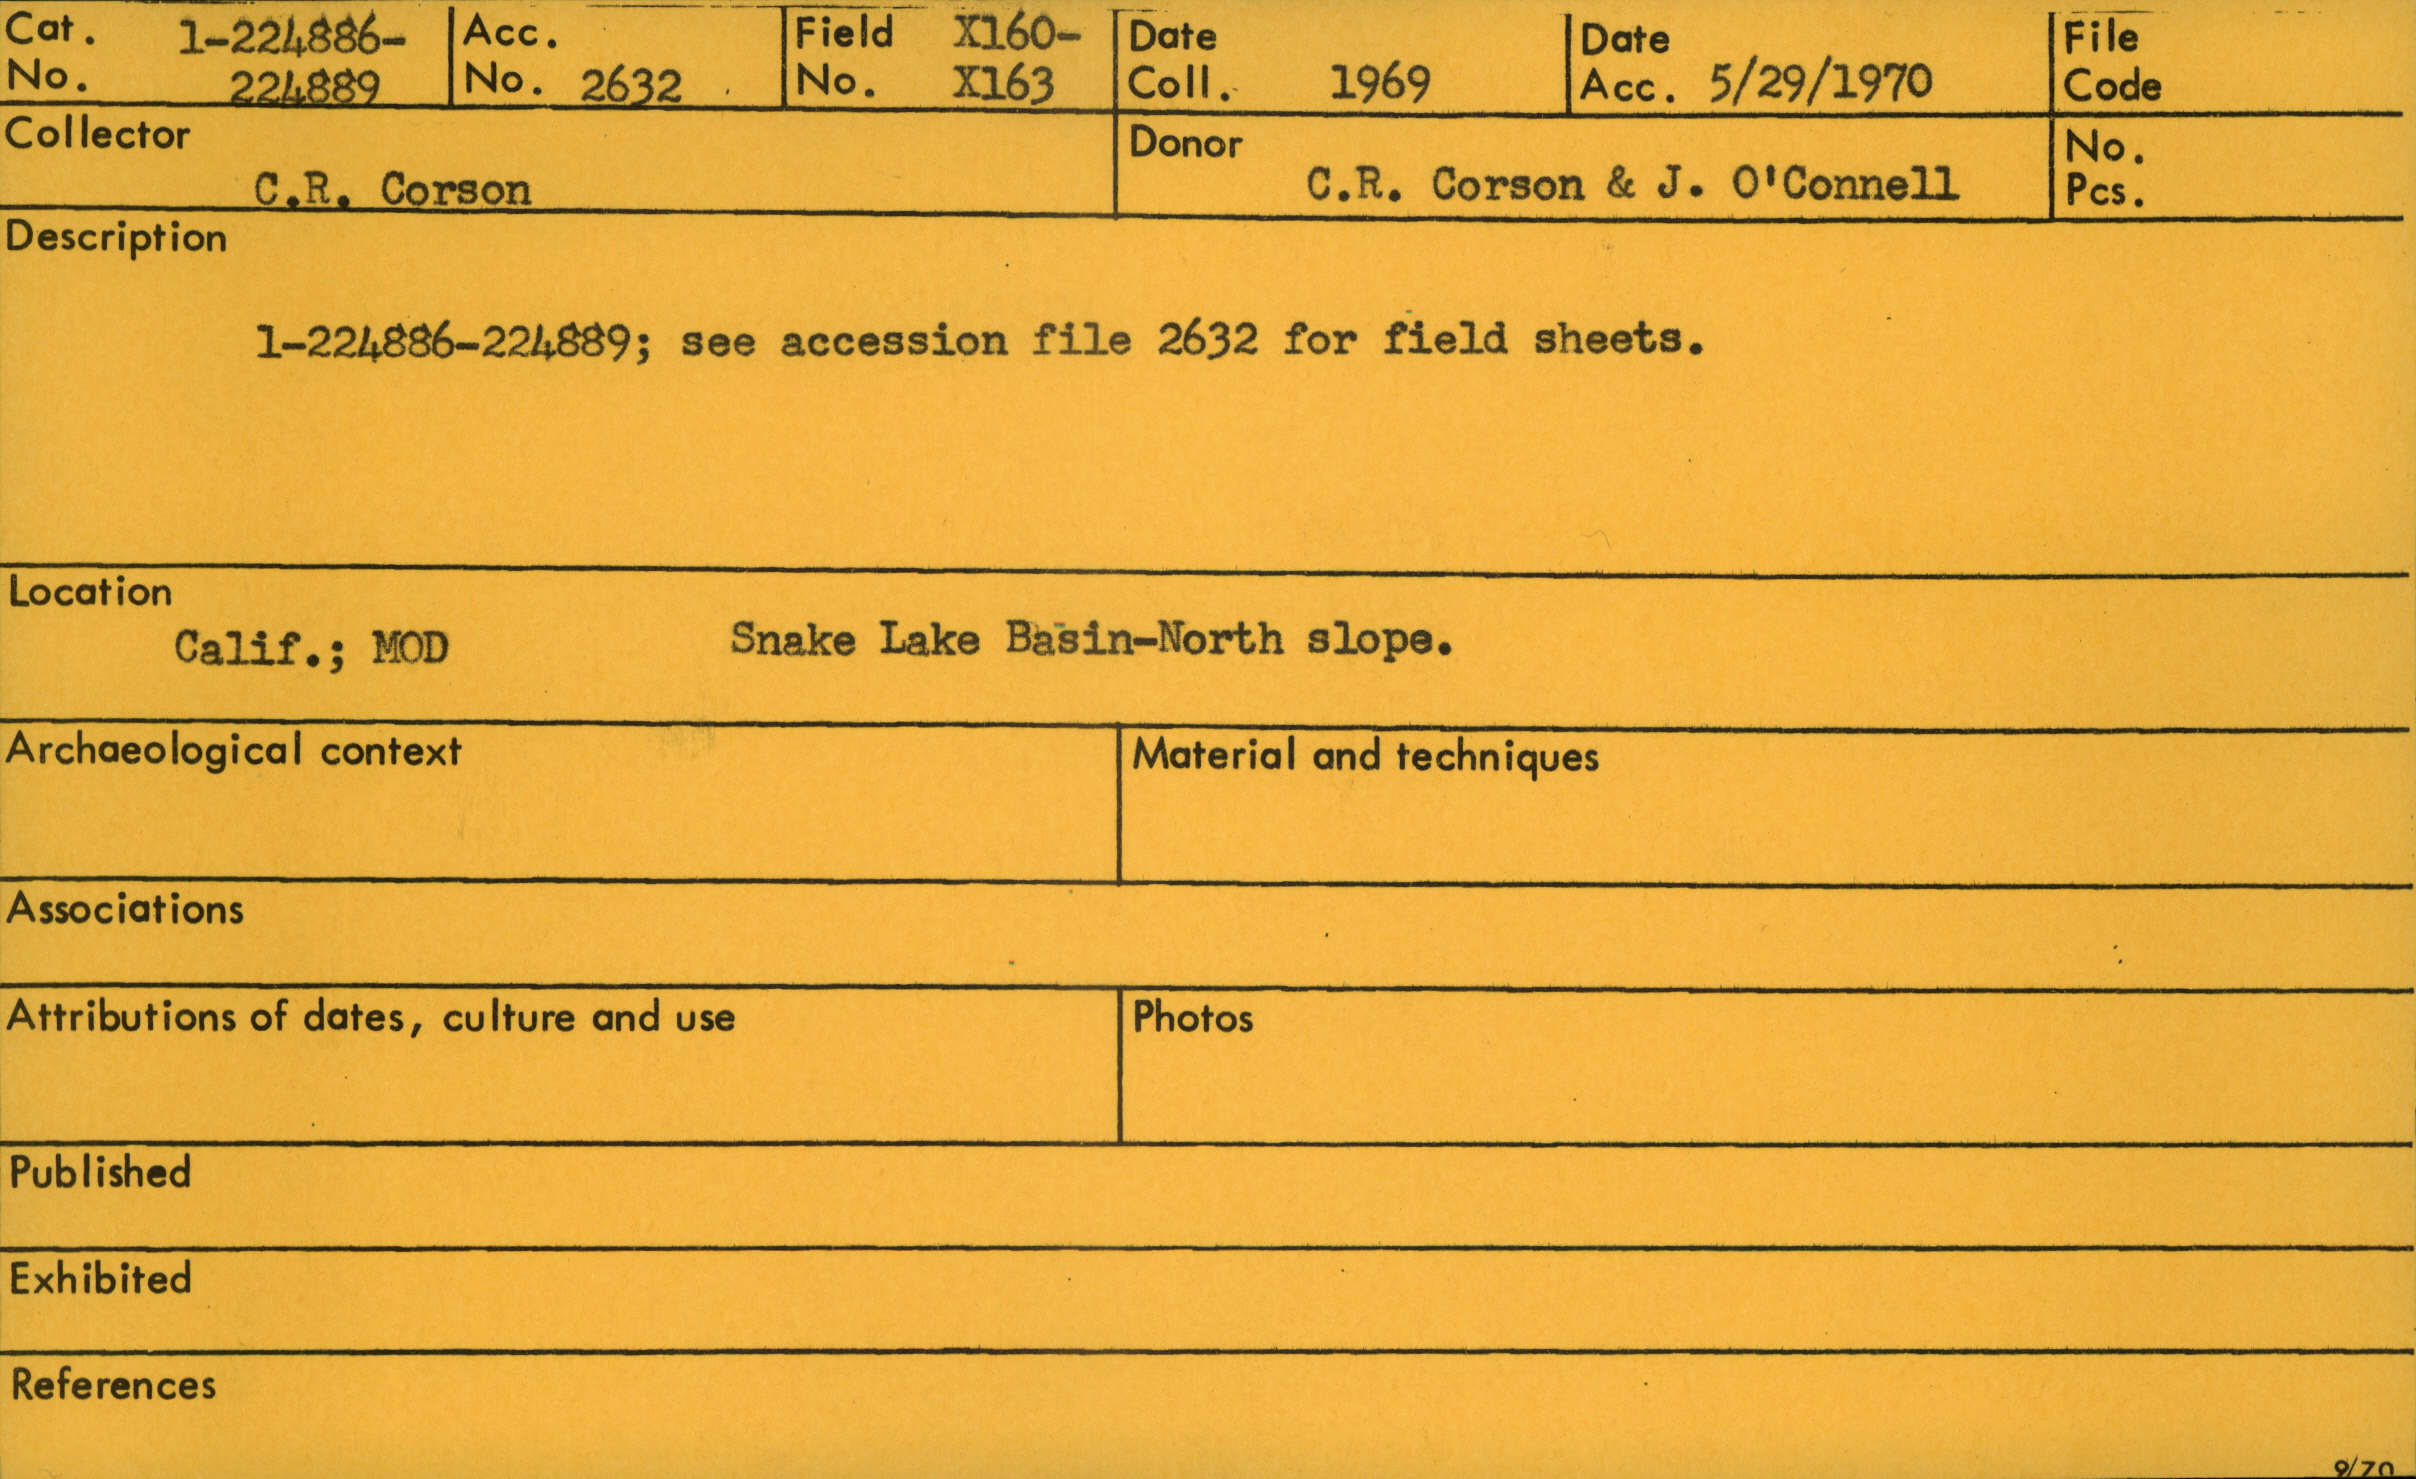 Cat. No. 1-224886-224889
Acc. No. 2632
Field No. X160-X163
Date Coll. 1969
Date Acc. 5/29/1970
File Code
Collector
C.R. Corson
Donor
C.R. Corson & J. O'Connell
No. Pcs.
Description
1-224886-224889; see accession file 2632 for field sheets.
Location
Calif.; MOD Snake Lake Basin-North slope.
Archaeological context
Material and techniques
Associations
Attributions of dates, culture and use
Photos
Published
Exhibited
References
9/70